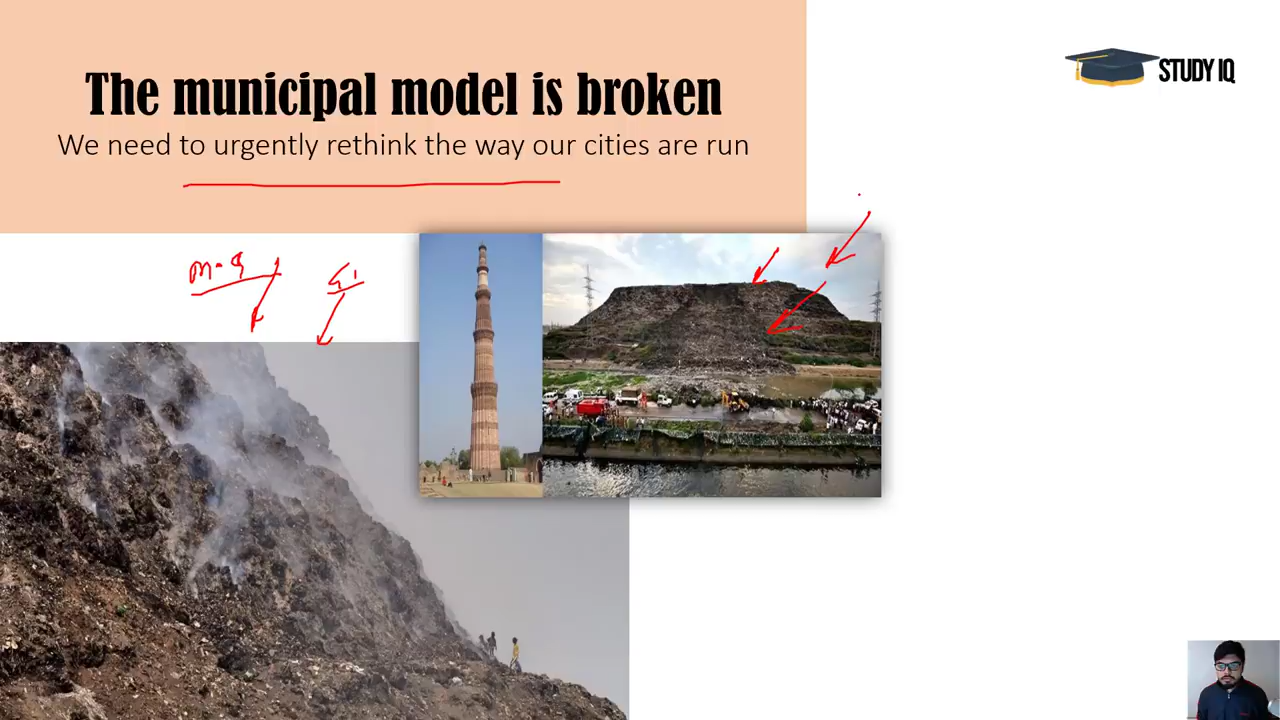 The municipal model is broken
We need to urgently rethink the way our cities are run
STUDY IQ